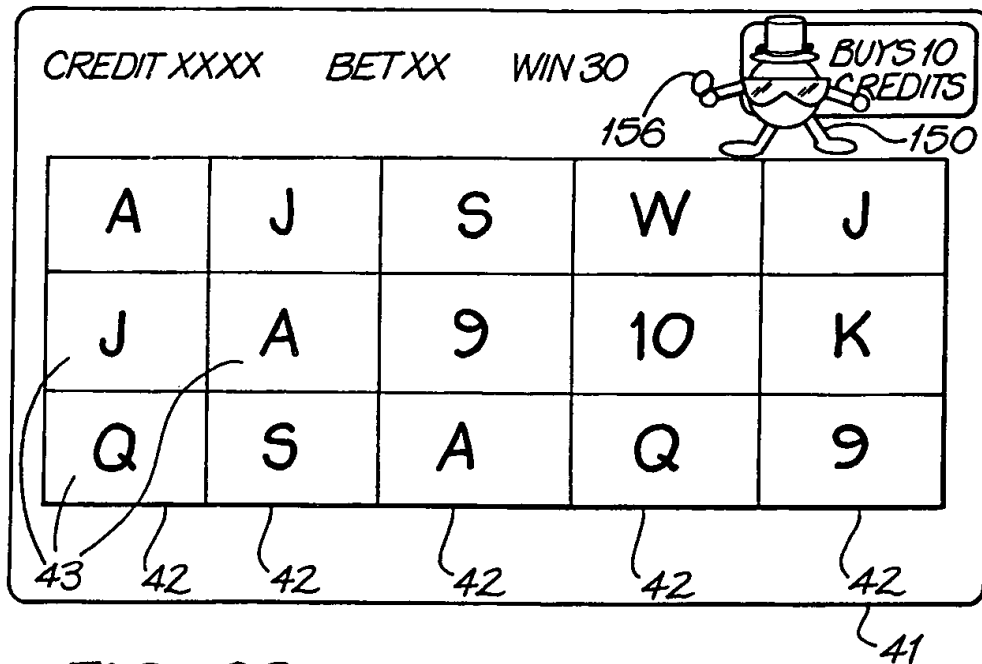 CREDIT XXXX BET XX WIN 30 BUYS 10
CREDITS
156 150
A J S W J
J A 9 10 K
Q S A Q 9
43 42 42 42 42 42
41